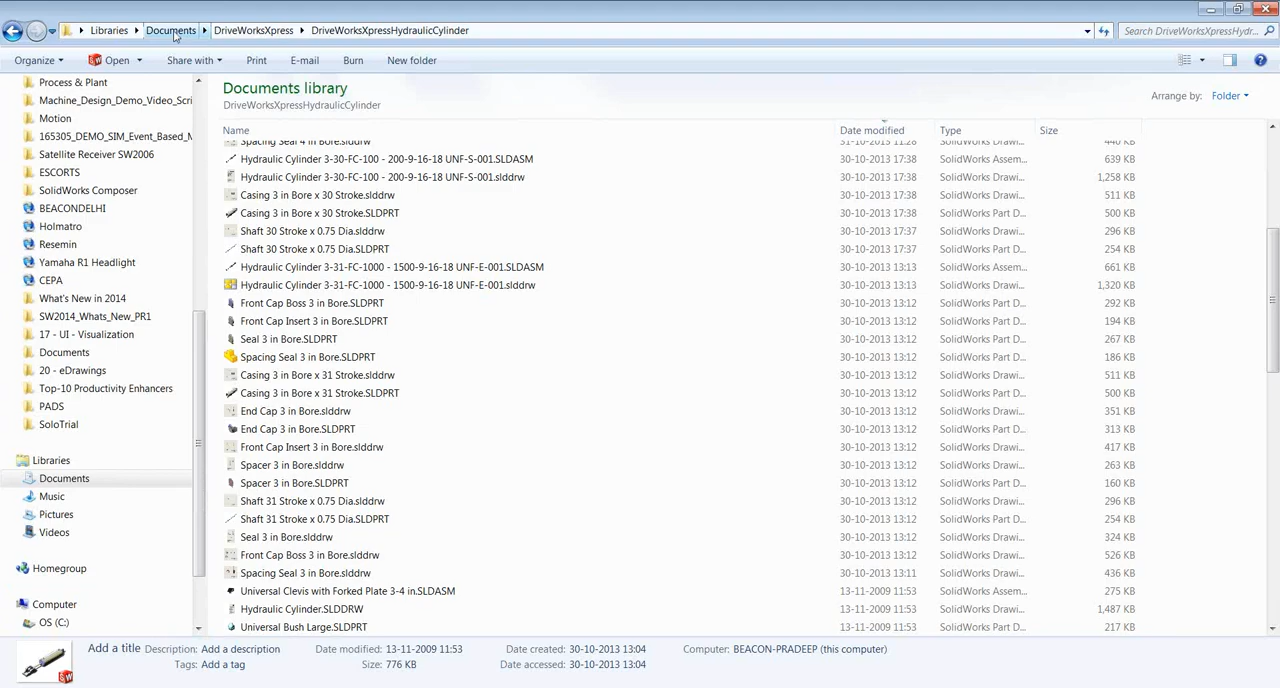 Libraries Documents DriveWorksXpress DriveWorksXpressHydraulicCylinder Search DriveWorksXpressHydr...
Organize Open Share with Print E-mail Burn New folder
Process & Plant
Machine_Design_Demo_Video_Scri
Motion
165305_DEMO_SIM_Event_Based_M
Satellite Receiver SW2006
ESCORTS
SolidWorks Composer
BEACONDELHI
Holmatro
Resemin
Yamaha R1 Headlight
CEPA
What's New in 2014
SW2014_Whats_New_PR1
17 - UI - Visualization
Documents
20 - eDrawings
Top-10 Productivity Enhancers
PADS
SoloTrial
Libraries
Documents
Music
Pictures
Videos
Homegroup
Computer
OS (C:)
Documents library
DriveWorksXpressHydraulicCylinder
Arrange by: Folder
Name Date modified Type Size
Spacing Seal 4 in Bore.slddrw 31-10-2013 11:28 SolidWorks Drawi... 440 KB
Hydraulic Cylinder 3-30-FC-100 - 200-9-16-18 UNF-S-001.SLDASM 30-10-2013 17:38 SolidWorks Assem... 639 KB
Hydraulic Cylinder 3-30-FC-100 - 200-9-16-18 UNF-S-001.slddrw 30-10-2013 17:38 SolidWorks Drawi... 1,258 KB
Casing 3 in Bore x 30 Stroke.slddrw 30-10-2013 17:38 SolidWorks Drawi... 511 KB
Casing 3 in Bore x 30 Stroke.SLDPRT 30-10-2013 17:38 SolidWorks Part D... 500 KB
Shaft 30 Stroke x 0.75 Dia.slddrw 30-10-2013 17:37 SolidWorks Drawi... 296 KB
Shaft 30 Stroke x 0.75 Dia.SLDPRT 30-10-2013 17:37 SolidWorks Part D... 254 KB
Hydraulic Cylinder 3-31-FC-1000 - 1500-9-16-18 UNF-E-001.SLDASM 30-10-2013 13:13 SolidWorks Assem... 661 KB
Hydraulic Cylinder 3-31-FC-1000 - 1500-9-16-18 UNF-E-001.slddrw 30-10-2013 13:13 SolidWorks Drawi... 1,320 KB
Front Cap Boss 3 in Bore.SLDPRT 30-10-2013 13:12 SolidWorks Part D... 292 KB
Front Cap Insert 3 in Bore.SLDPRT 30-10-2013 13:12 SolidWorks Part D... 194 KB
Seal 3 in Bore.SLDPRT 30-10-2013 13:12 SolidWorks Part D... 267 KB
Spacing Seal 3 in Bore.SLDPRT 30-10-2013 13:12 SolidWorks Part D... 186 KB
Casing 3 in Bore x 31 Stroke.slddrw 30-10-2013 13:12 SolidWorks Drawi... 511 KB
Casing 3 in Bore x 31 Stroke.SLDPRT 30-10-2013 13:12 SolidWorks Part D... 500 KB
End Cap 3 in Bore.slddrw 30-10-2013 13:12 SolidWorks Drawi... 351 KB
End Cap 3 in Bore.SLDPRT 30-10-2013 13:12 SolidWorks Part D... 313 KB
Front Cap Insert 3 in Bore.slddrw 30-10-2013 13:12 SolidWorks Drawi... 417 KB
Spacer 3 in Bore.slddrw 30-10-2013 13:12 SolidWorks Drawi... 263 KB
Spacer 3 in Bore.SLDPRT 30-10-2013 13:12 SolidWorks Part D... 160 KB
Shaft 31 Stroke x 0.75 Dia.slddrw 30-10-2013 13:12 SolidWorks Drawi... 296 KB
Shaft 31 Stroke x 0.75 Dia.SLDPRT 30-10-2013 13:12 SolidWorks Part D... 254 KB
Seal 3 in Bore.slddrw 30-10-2013 13:12 SolidWorks Drawi... 324 KB
Front Cap Boss 3 in Bore.slddrw 30-10-2013 13:12 SolidWorks Drawi... 526 KB
Spacing Seal 3 in Bore.slddrw 30-10-2013 13:11 SolidWorks Drawi... 436 KB
Universal Clevis with Forked Plate 3-4 in.SLDASM 13-11-2009 11:53 SolidWorks Assem... 275 KB
Hydraulic Cylinder.SLDDRW 13-11-2009 11:53 SolidWorks Drawi... 1,487 KB
Universal Bush Large.SLDPRT 13-11-2009 11:53 SolidWorks Part D... 217 KB
Add a title Description: Add a description Date modified: 13-11-2009 11:53 Date created: 30-10-2013 13:04 Computer: BEACON-PRADEEP (this computer)
Tags: Add a tag Size: 776 KB Date accessed: 30-10-2013 13:04